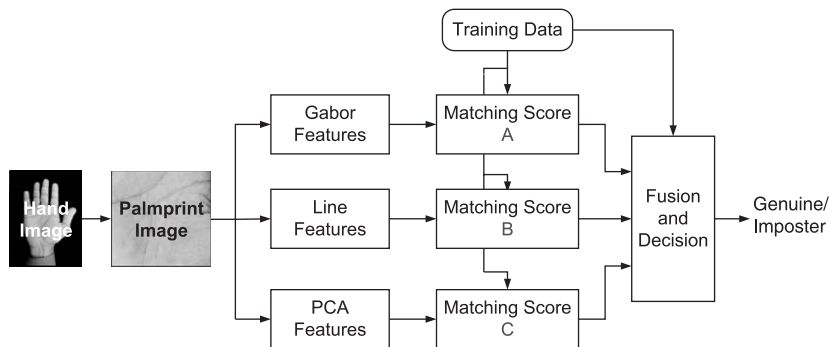 Training Data
Gabor
Features
Matching Score
A
Hand
Image
Palmprint
Image
Line
Features
Matching Score
B
Fusion
and
Decision
Genuine/
Imposter
PCA
Features
Matching Score
C